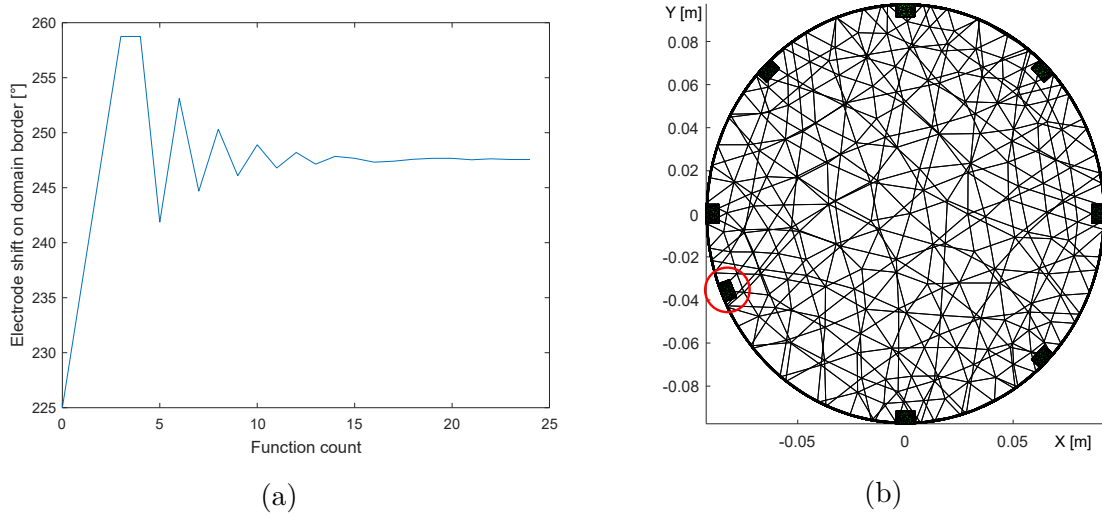 260
255
250
245
240
235
230
225
Electrode shift on domain border [°]
0 5 10 15 20 25
Function count
(a)
Y [m]
0.08
0.06
0.04
0.02
0
-0.02
-0.04
-0.06
-0.08
-0.05 0 0.05 X [m]
(b)